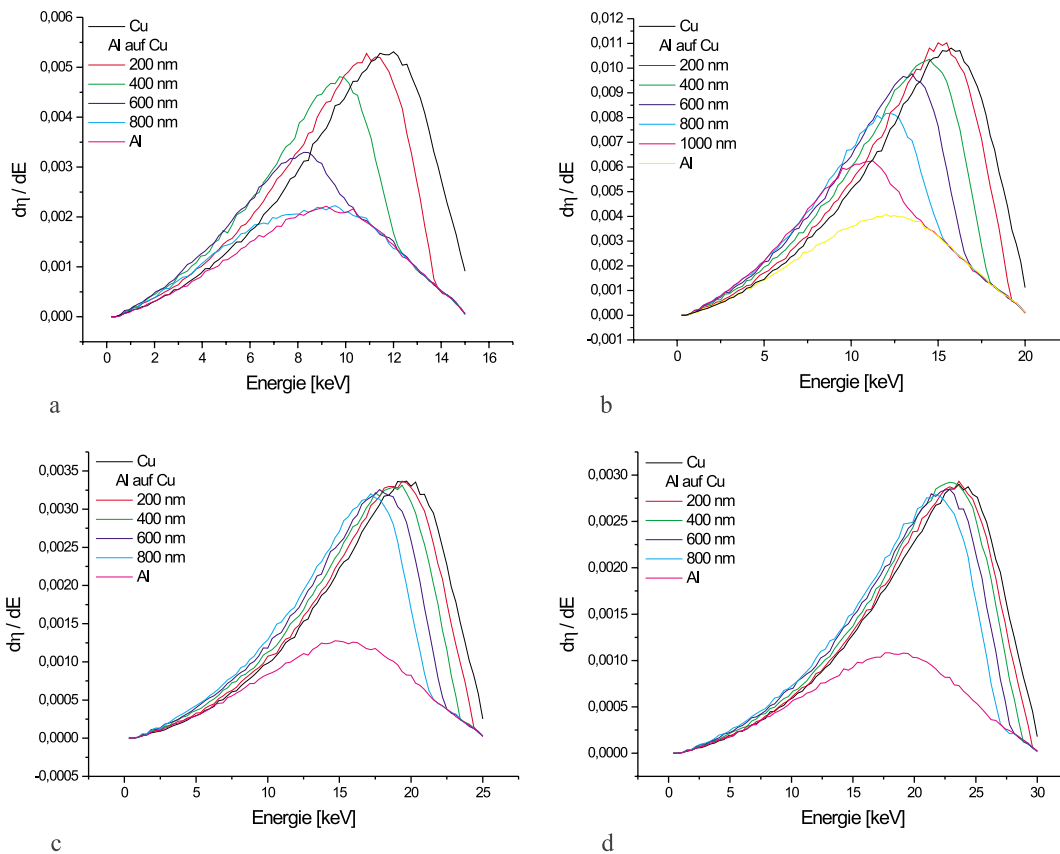 Cu
Al auf Cu
200 nm
400 nm
600 nm
800 nm
Al
0,006
0,005
0,004
0,003
0,002
0,001
0,000
dη / dE
0 2 4 6 8 10 12 14 16
Energie [keV]
a
Cu
Al auf Cu
200 nm
400 nm
600 nm
800 nm
1000 nm
Al
0,011
0,010
0,009
0,008
0,007
0,006
0,005
0,004
0,003
0,002
0,001
0,000
-0,001
dη / dE
0 5 10 15 20
Energie [keV]
b
Cu
Al auf Cu
200 nm
400 nm
600 nm
800 nm
Al
0,0035
0,0030
0,0025
0,0020
0,0015
0,0010
0,0005
0,0000
-0,0005
dη / dE
0 5 10 15 20 25
Energie [keV]
c
Cu
Al auf Cu
200 nm
400 nm
600 nm
800 nm
Al
0,0030
0,0025
0,0020
0,0015
0,0010
0,0005
0,0000
dη / dE
0 5 10 15 20 25 30
Energie [keV]
d